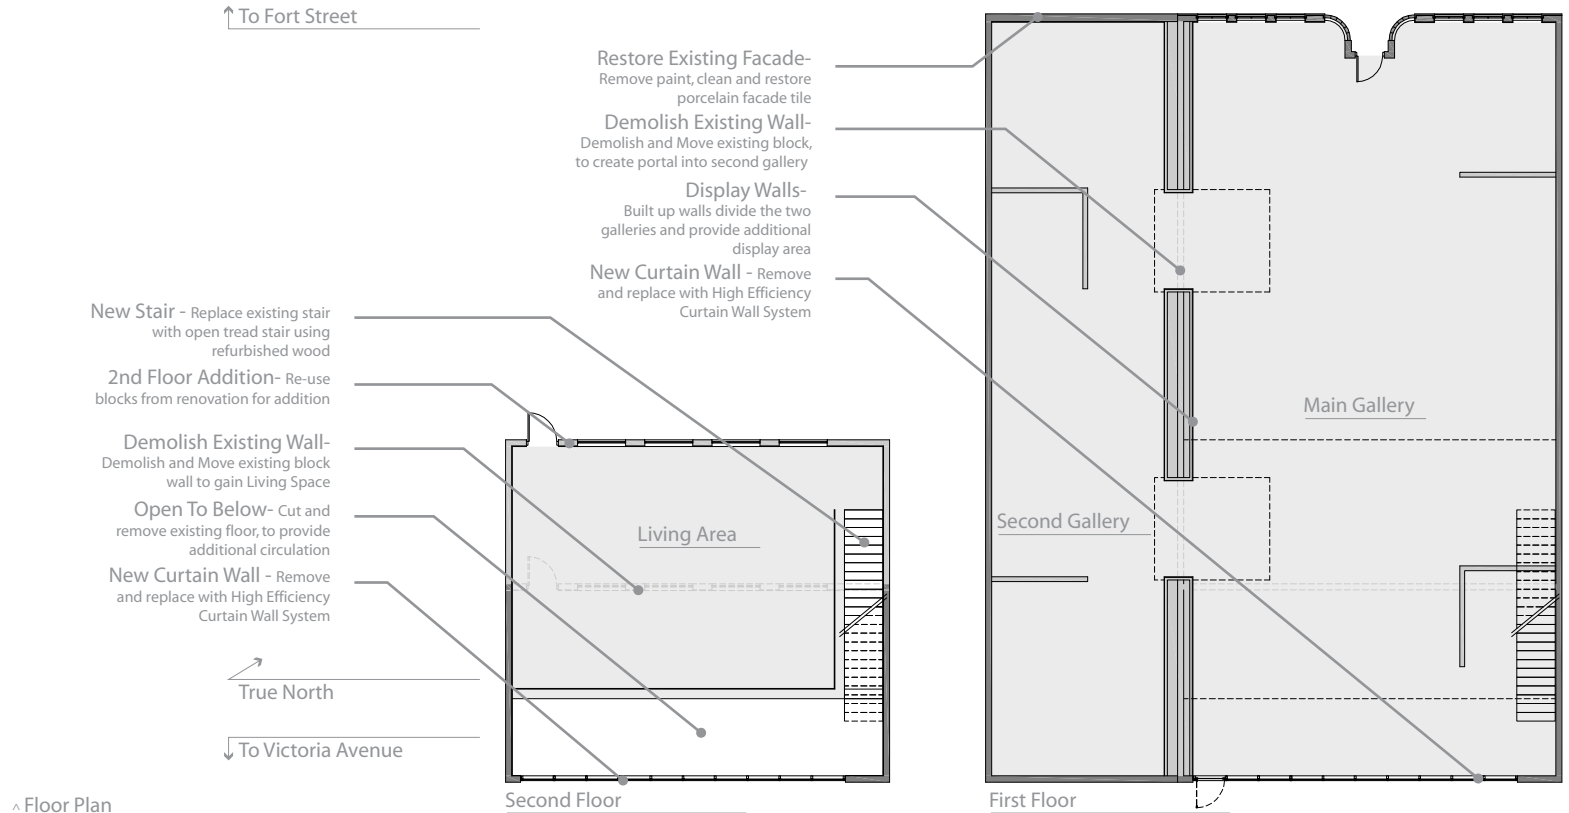 To Fort Street
Restore Existing Facade-
Remove paint, clean and restore
porcelain facade tile
Demolish Existing Wall-
Demolish and Move existing block,
to create portal into second gallery
Display Walls-
Built up walls divide the two
galleries and provide additional
display area
New Curtain Wall - Remove
and replace with High Efficiency
Curtain Wall System
New Stair - Replace existing stair
with open tread stair using
refurbished wood
2nd Floor Addition- Re-use
blocks from renovation for addition
Demolish Existing Wall-
Demolish and Move existing block
wall to gain Living Space
Open To Below- Cut and
remove existing floor, to provide
additional circulation
New Curtain Wall - Remove
and replace with High Efficiency
Curtain Wall System
True North
To Victoria Avenue
^ Floor Plan
Living Area
Second Floor
Main Gallery
Second Gallery
First Floor